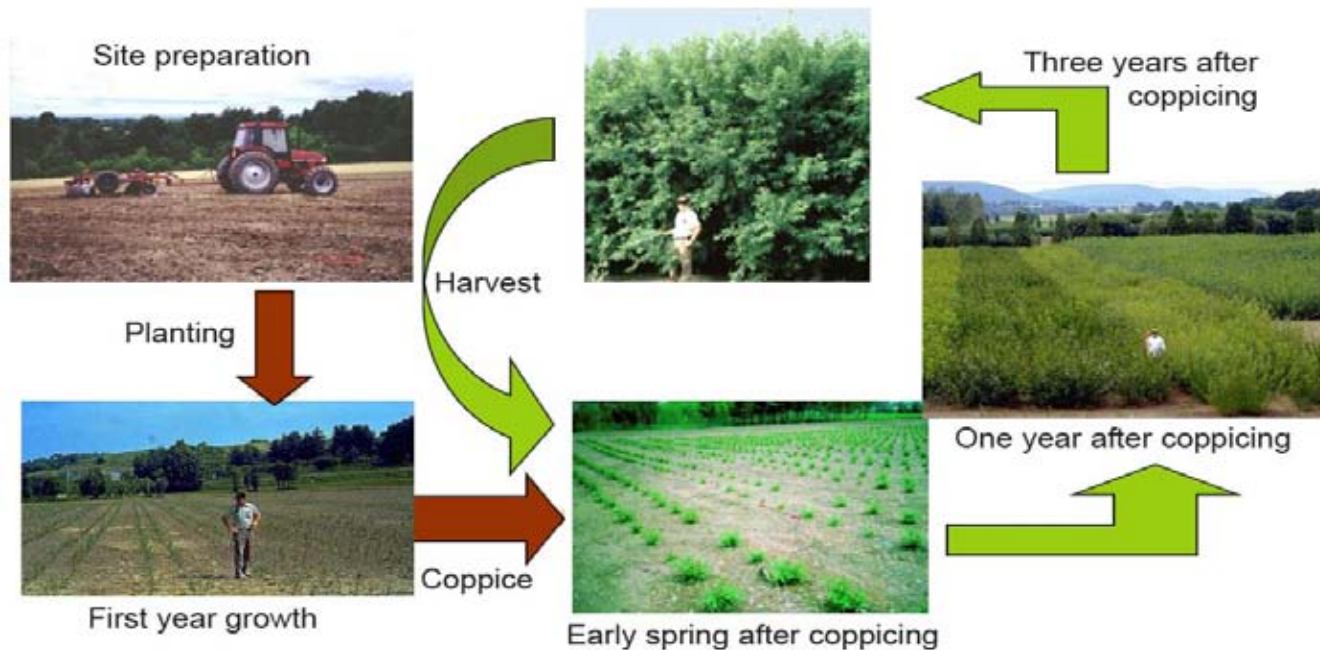 Site preparation
Three years after
coppicing
Harvest
Planting
One year after coppicing
Coppice
First year growth
Early spring after coppicing